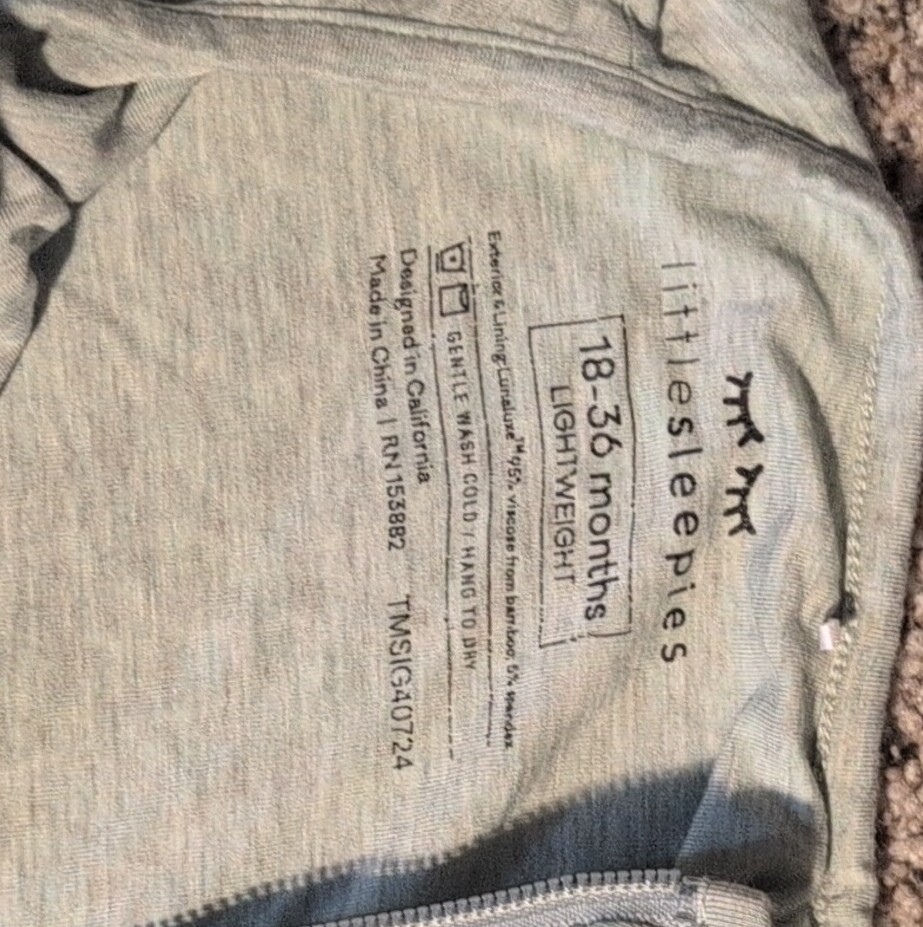 littlesleepies
18-36 months
LIGHTWEIGHT
Exterior & Lining: Lunaluxe™ 95% viscose from bamboo, 5% spandex
GENTLE WASH COLD / HANG TO DRY
Designed in California
Made in China | RN 153882 TMSIG40724